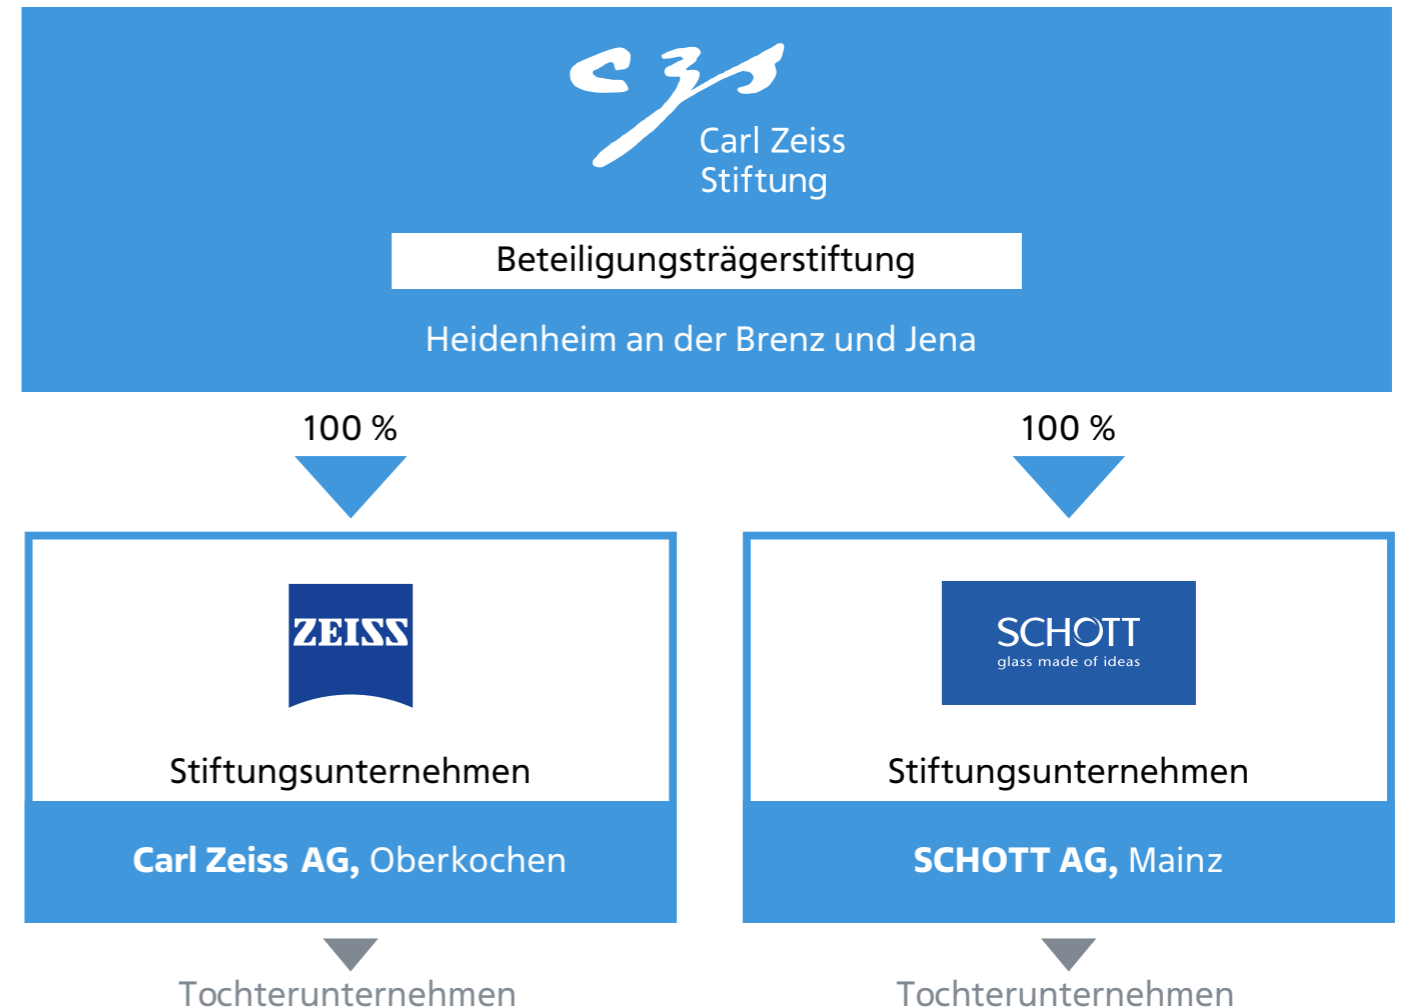 czs
Carl Zeiss
Stiftung
Beteiligungsträgerstiftung
Heidenheim an der Brenz und Jena
100 %
100 %
ZEISS
SCHOTT
glass made of ideas
Stiftungsunternehmen
Stiftungsunternehmen
Carl Zeiss AG, Oberkochen
SCHOTT AG, Mainz
Tochterunternehmen
Tochterunternehmen